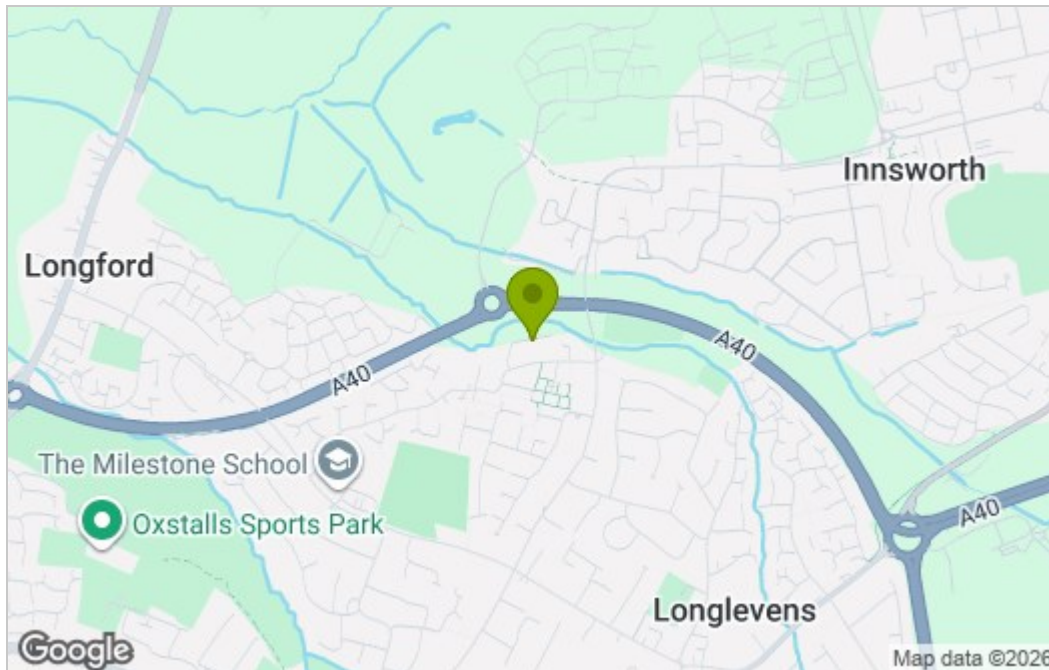 Innsworth
Longford
A40
A40
The Milestone School
A40
Oxstalls Sports Park
Longlevens
Google
Map data ©2026